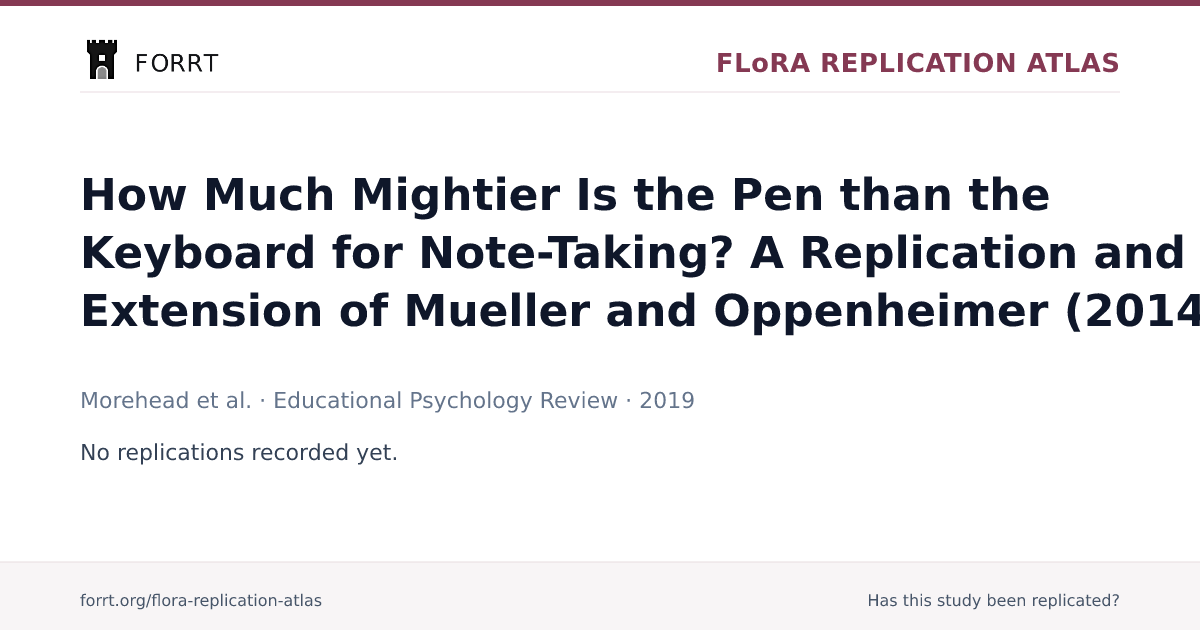 FORRT
FLoRA REPLICATION ATLAS
How Much Mightier Is the Pen than the
Keyboard for Note-Taking? A Replication and
Extension of Mueller and Oppenheimer (2014
Morehead et al. · Educational Psychology Review · 2019
No replications recorded yet.
forrt.org/flora-replication-atlas
Has this study been replicated?